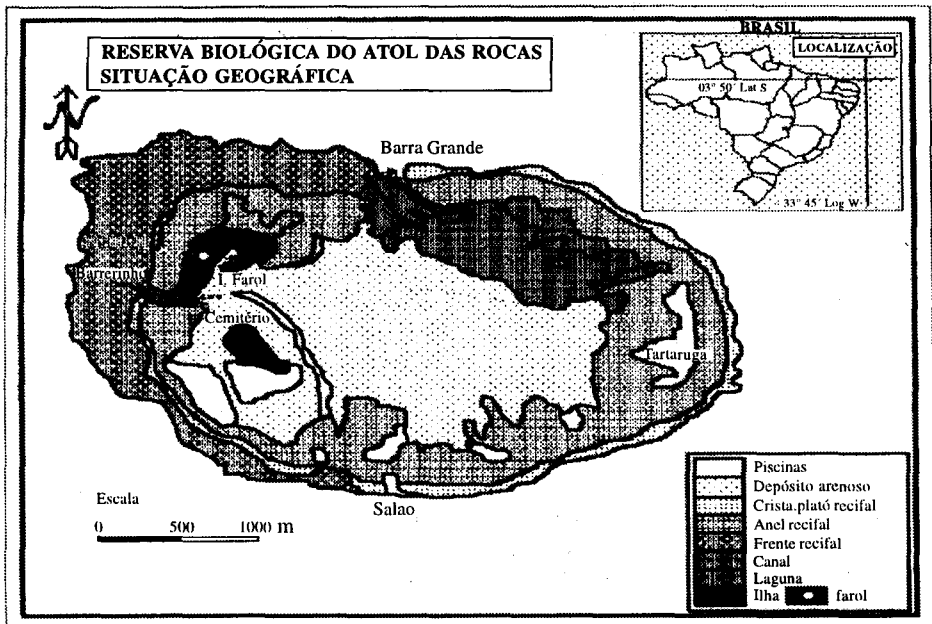 RESERVA BIOLÓGICA DO ATOL DAS ROCAS
SITUAÇÃO GEOGRÁFICA
BRASIL
LOCALIZAÇÃO
03° 50´ Lat S
33° 45´ Log W
N
Barra Grande
Barrerinho
I. Farol
Cemitério
Tartaruga
Salao
Escala
0 500 1000 m
Piscinas
Depósito arenoso
Crista.plató recifal
Anel recifal
Frente recifal
Canal
Laguna
Ilha farol